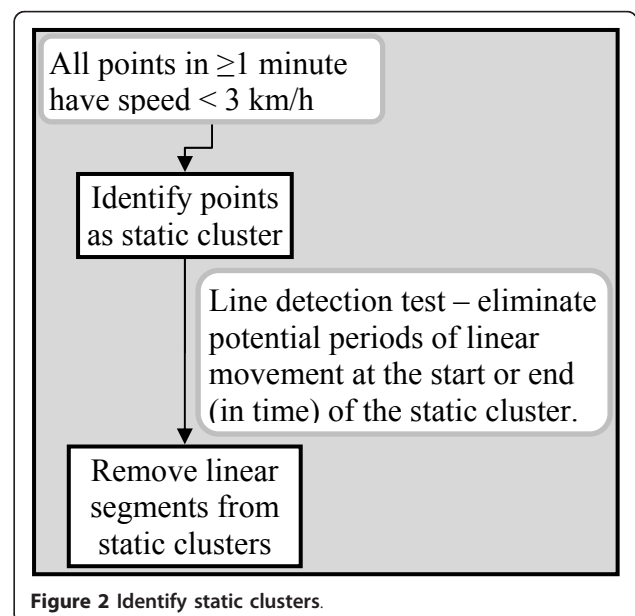 All points in ≥1 minute
have speed < 3 km/h
Identify points
as static cluster
Line detection test – eliminate
potential periods of linear
movement at the start or end
(in time) of the static cluster.
Remove linear
segments from
static clusters
Figure 2 Identify static clusters.